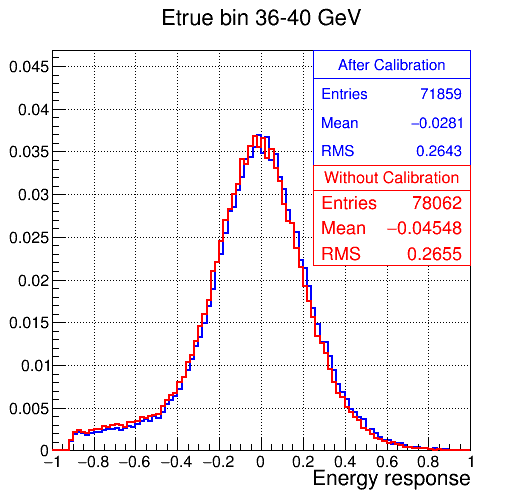 Etrue bin 36-40 GeV
After Calibration
Entries 71859
Mean −0.0281
RMS 0.2643
Without Calibration
Entries 78062
Mean −0.04548
RMS 0.2655
0.045
0.04
0.035
0.03
0.025
0.02
0.015
0.01
0.005
0
−1 −0.8 −0.6 −0.4 −0.2 0 0.2 0.4 0.6 0.8 1
Energy response